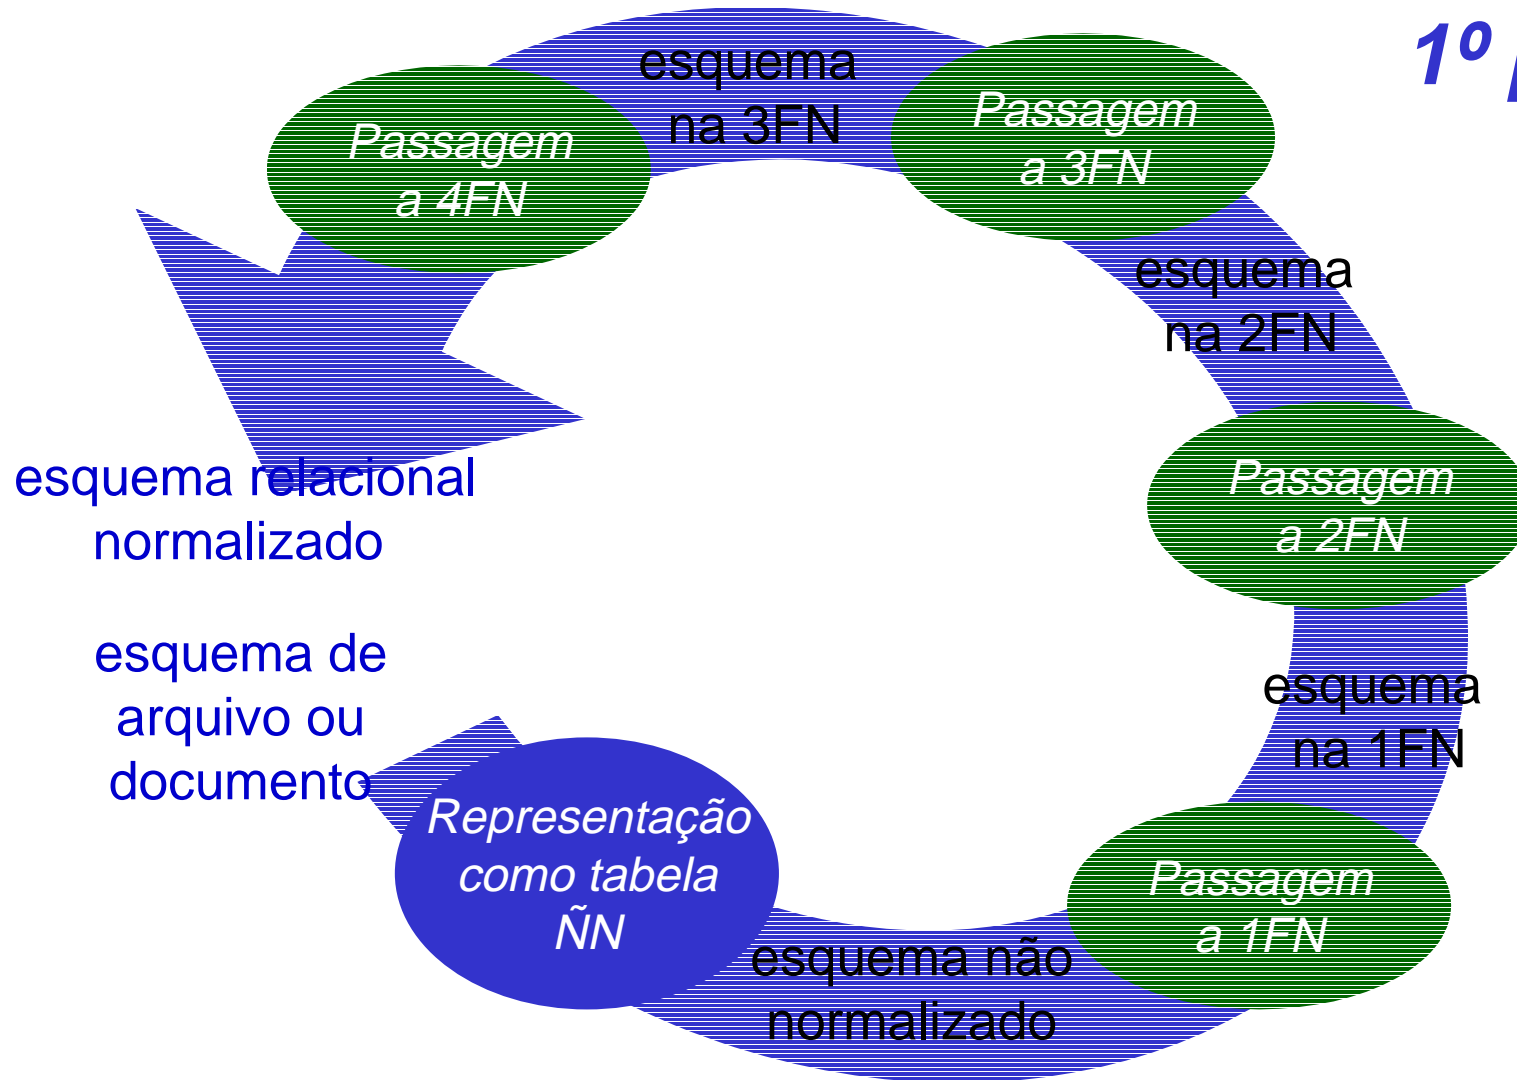 1º
esquema
na 3FN
Passagem
a 3FN
Passagem
a 4FN
esquema
na 2FN
Passagem
a 2FN
esquema relacional
normalizado
esquema de
arquivo ou
documento
esquema
na 1FN
Representação
como tabela
ÑN
Passagem
a 1FN
esquema não
normalizado